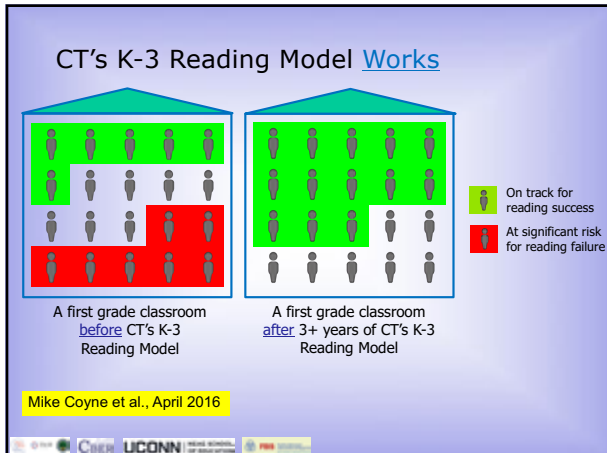 CT's K-3 Reading Model Works
On track for
reading success
At significant risk
for reading failure
A first grade classroom
before CT's K-3
Reading Model
A first grade classroom
after 3+ years of CT's K-3
Reading Model
Mike Coyne et al., April 2016
CBER UCONN